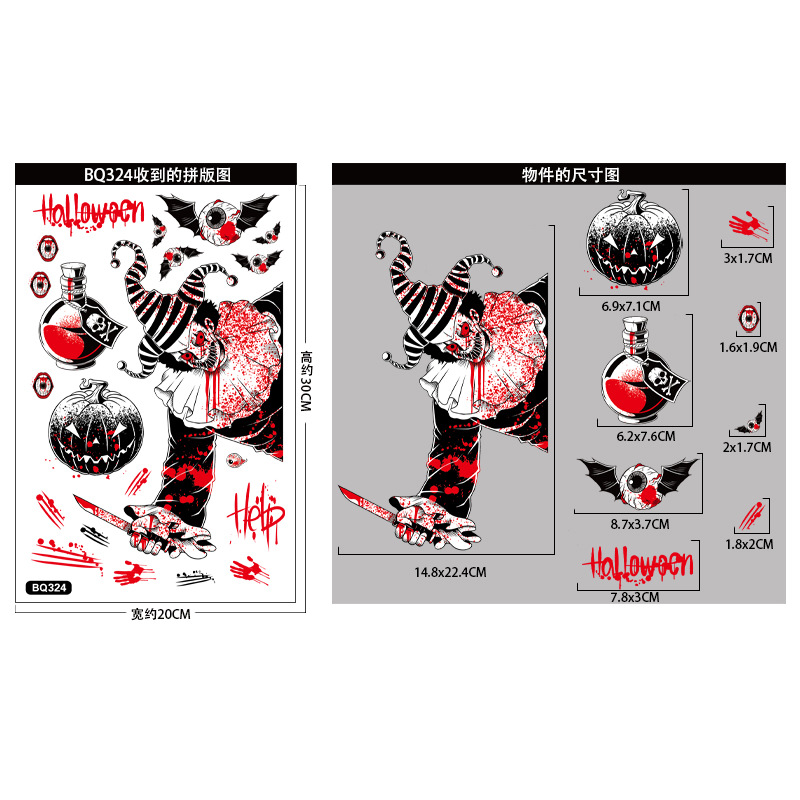 BQ324收到的拼版图
Halloween
Help
BQ324
高约30CM
宽约20CM
物件的尺寸图
14.8x22.4CM
6.9x7.1CM
6.2x7.6CM
8.7x3.7CM
Halloween
7.8x3CM
3x1.7CM
1.6x1.9CM
2x1.7CM
1.8x2CM